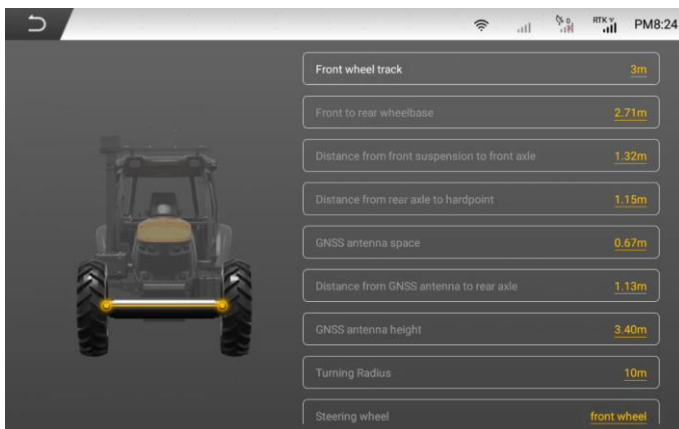 RTK Y PM8:24
Front wheel track 3m
Front to rear wheelbase 2.71m
Distance from front suspension to front axle 1.32m
Distance from rear axle to hardpoint 1.15m
GNSS antenna space 0.67m
Distance from GNSS antenna to rear axle 1.13m
GNSS antenna height 3.40m
Turning Radius 10m
Steering wheel front wheel